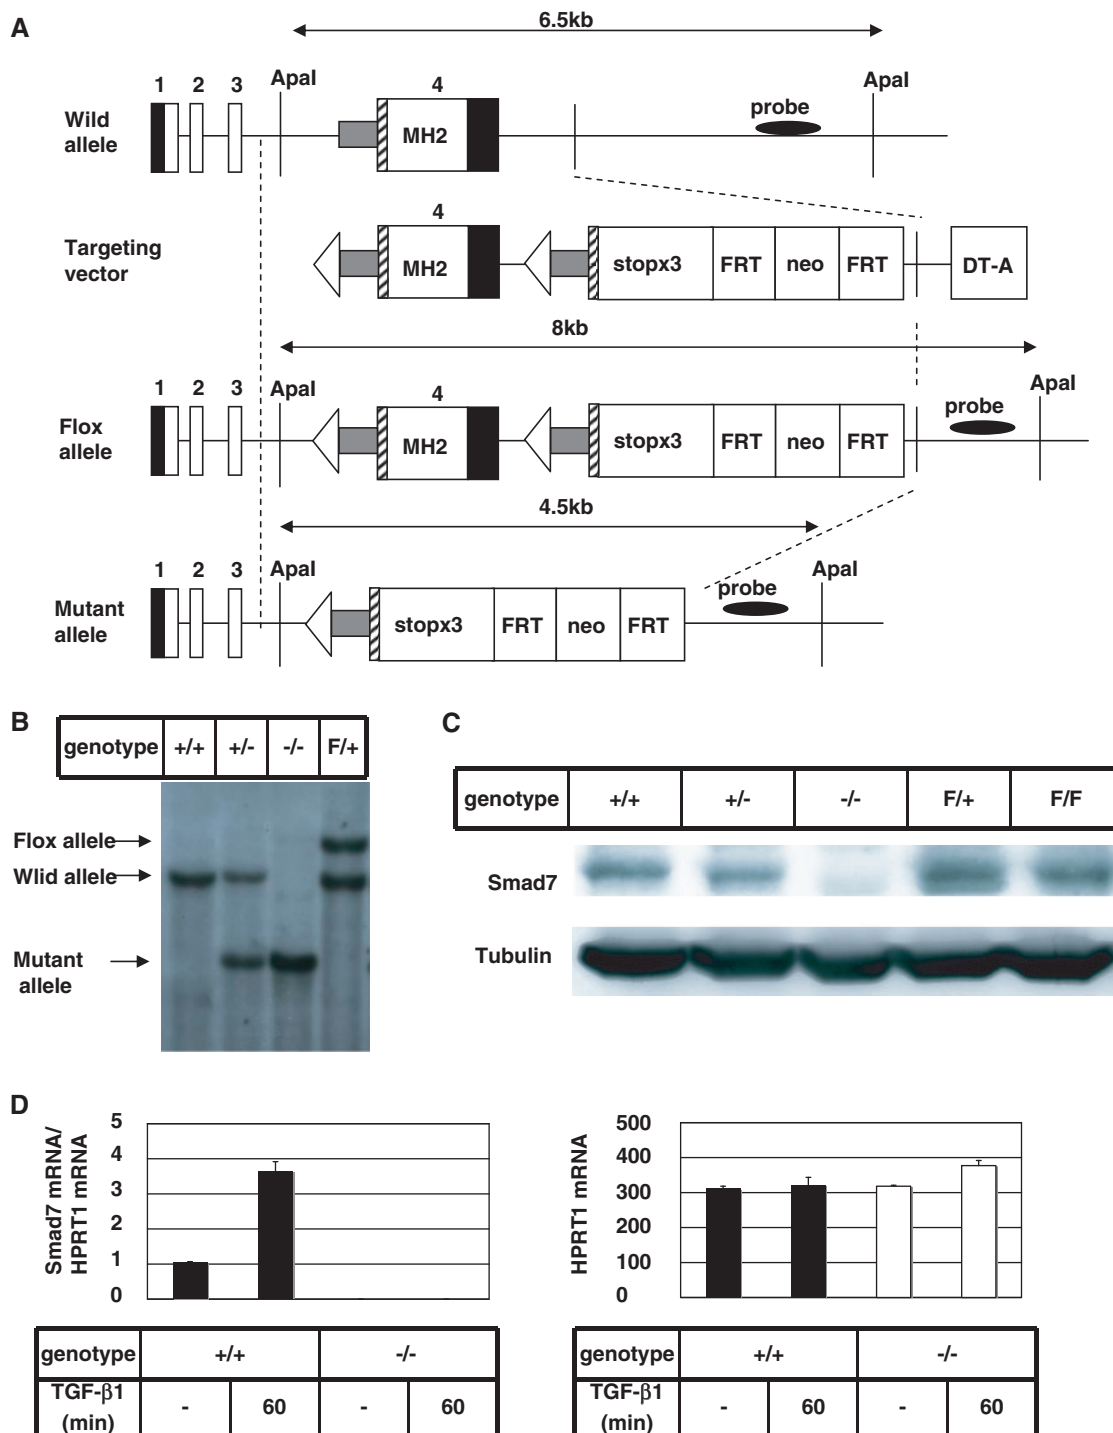 A
6.5kb
1 2 3 ApaI 4 probe ApaI
Wild allele MH2
4
Targeting vector MH2 stopx3 FRT neo FRT DT-A
8kb
1 2 3 ApaI 4 probe ApaI
Flox allele MH2 stopx3 FRT neo FRT
4.5kb
1 2 3 ApaI probe ApaI
Mutant allele stopx3 FRT neo FRT
B
genotype +/+ +/- -/- F/+
Flox allele
Wlid allele
Mutant
allele
C
genotype +/+ +/- -/- F/+ F/F
Smad7
Tubulin
D
Smad7 mRNA/
HPRT1 mRNA
5
4
3
2
1
0
genotype +/+ -/-
TGF-β1
(min) - 60 - 60
HPRT1 mRNA
500
400
300
200
100
0
genotype +/+ -/-
TGF-β1
(min) - 60 - 60